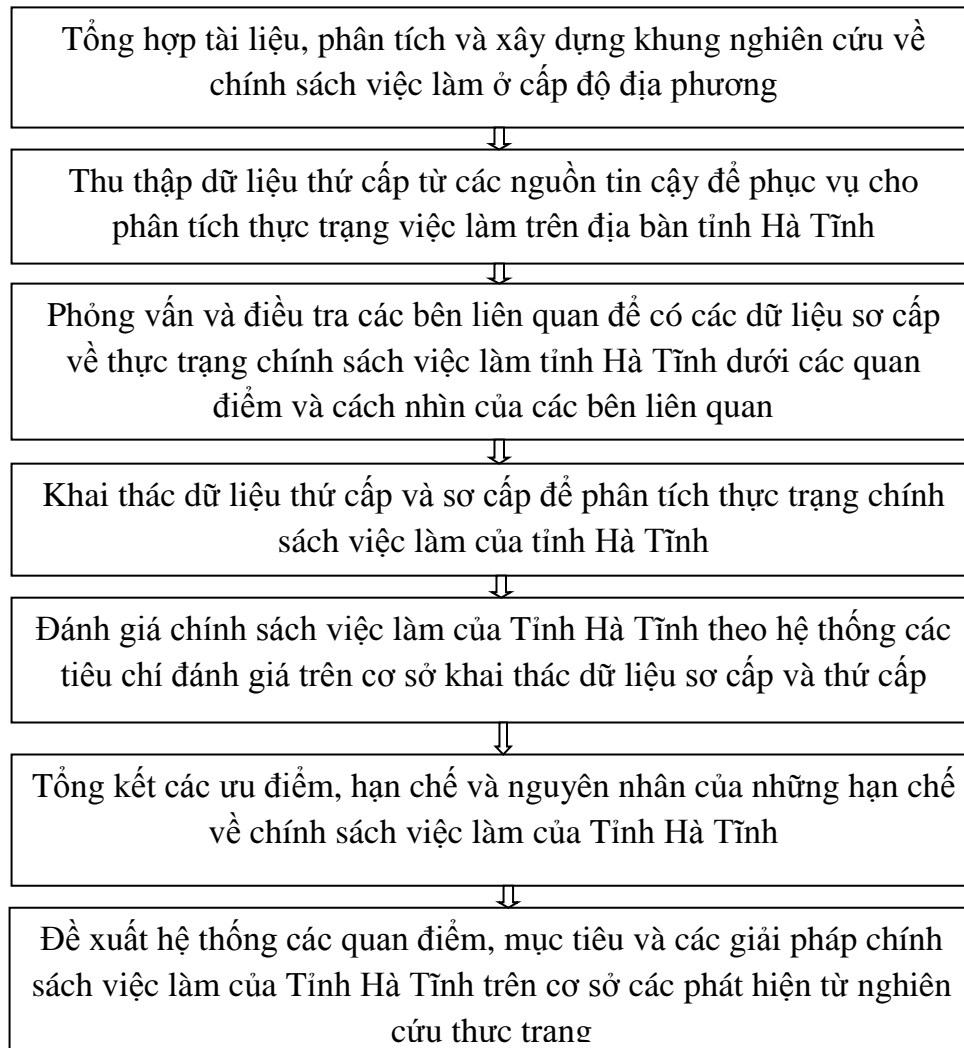 Tổng hợp tài liệu, phân tích và xây dựng khung nghiên cứu về
chính sách việc làm ở cấp độ địa phương
Thu thập dữ liệu thứ cấp từ các nguồn tin cậy để phục vụ cho
phân tích thực trạng việc làm trên địa bàn tỉnh Hà Tĩnh
Phỏng vấn và điều tra các bên liên quan để có các dữ liệu sơ cấp
về thực trạng chính sách việc làm tỉnh Hà Tĩnh dưới các quan
điểm và cách nhìn của các bên liên quan
Khai thác dữ liệu thứ cấp và sơ cấp để phân tích thực trạng chính
sách việc làm của tỉnh Hà Tĩnh
Đánh giá chính sách việc làm của Tỉnh Hà Tĩnh theo hệ thống các
tiêu chí đánh giá trên cơ sở khai thác dữ liệu sơ cấp và thứ cấp
Tổng kết các ưu điểm, hạn chế và nguyên nhân của những hạn chế
về chính sách việc làm của Tỉnh Hà Tĩnh
Đề xuất hệ thống các quan điểm, mục tiêu và các giải pháp chính
sách việc làm của Tỉnh Hà Tĩnh trên cơ sở các phát hiện từ nghiên
cứu thực trạng